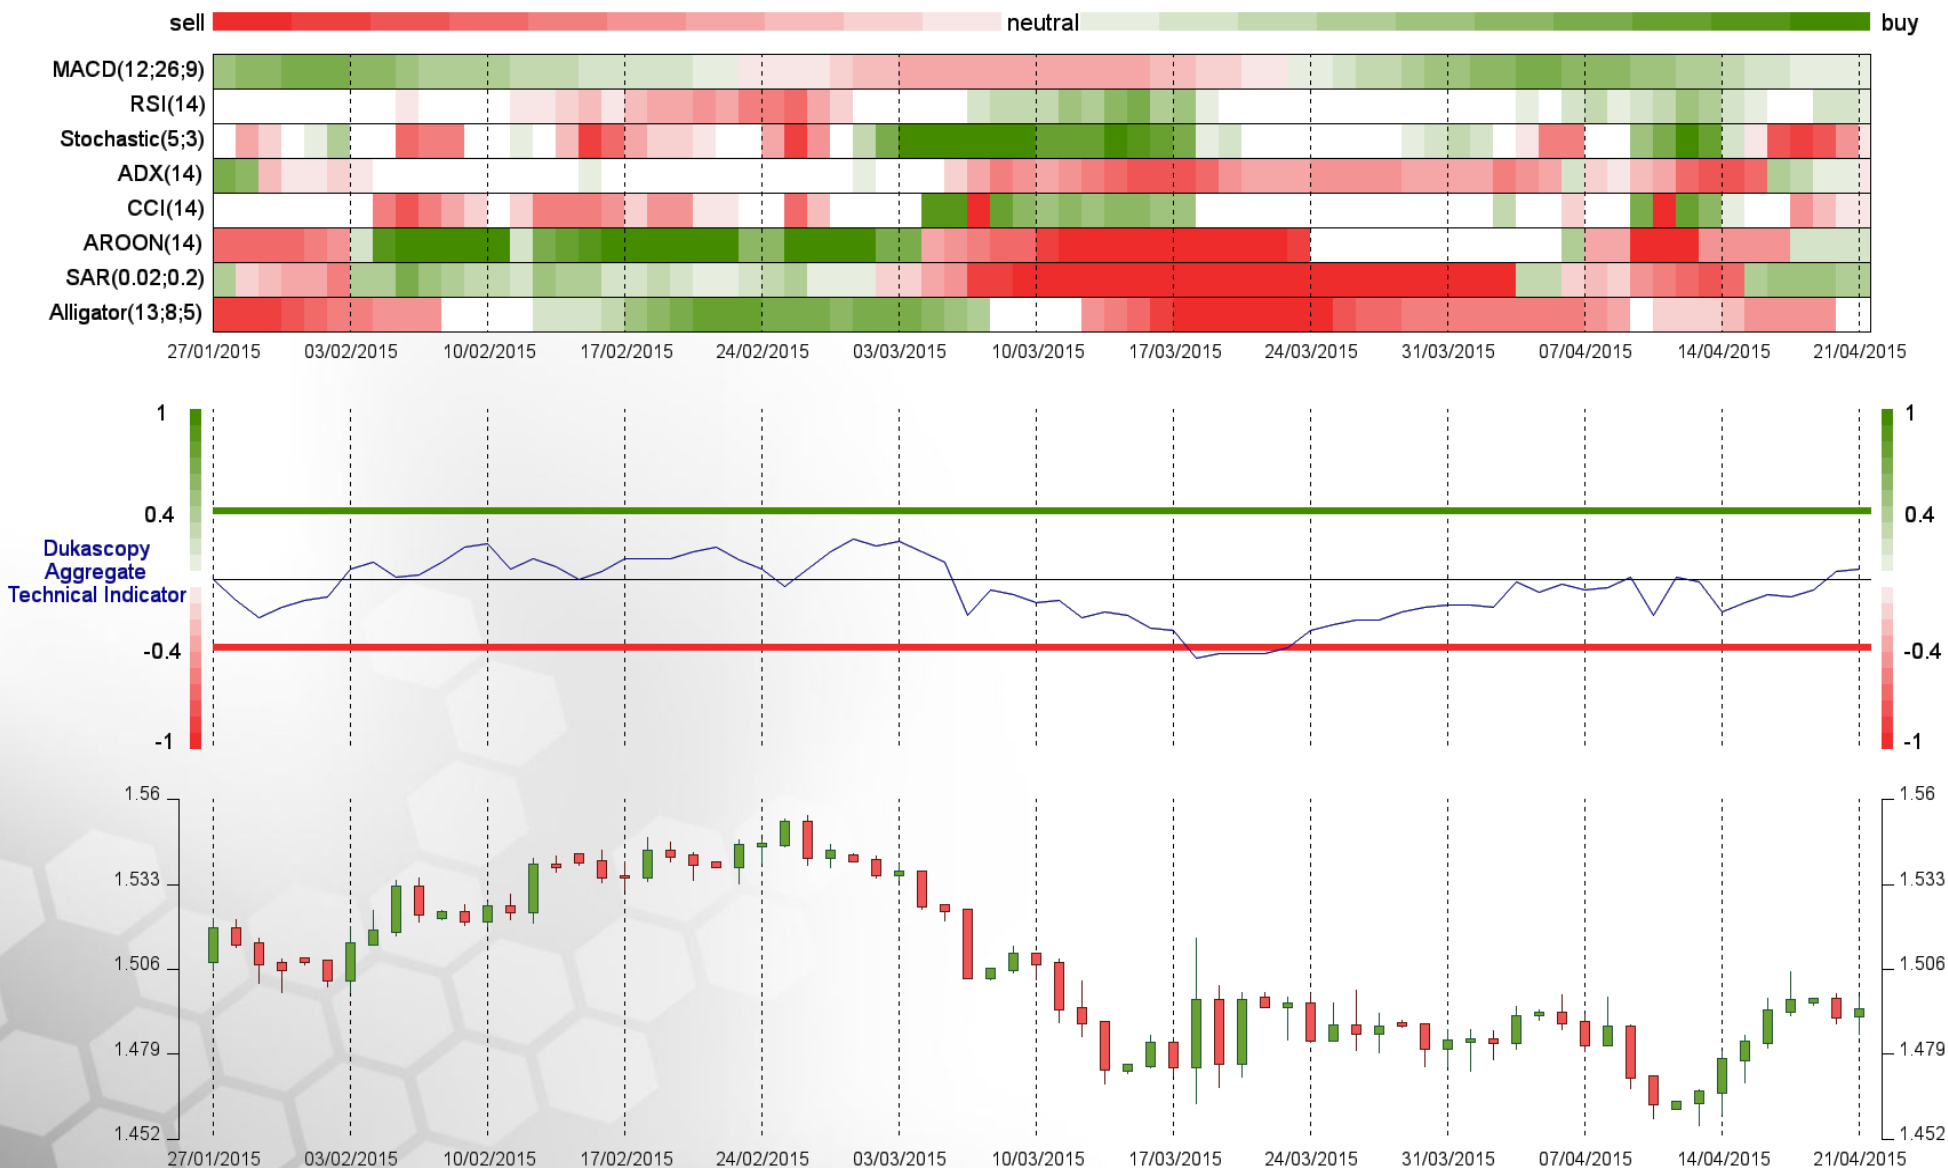 sell neutral buy
MACD(12;26;9)
RSI(14)
Stochastic(5;3)
ADX(14)
CCI(14)
AROON(14)
SAR(0.02;0.2)
Alligator(13;8;5)
27/01/2015 03/02/2015 10/02/2015 17/02/2015 24/02/2015 03/03/2015 10/03/2015 17/03/2015 24/03/2015 31/03/2015 07/04/2015 14/04/2015 21/04/2015
1 1
0.4 0.4
Dukascopy
Aggregate
Technical Indicator
-0.4 -0.4
-1 -1
1.56 1.56
1.533 1.533
1.506 1.506
1.479 1.479
1.452 1.452
27/01/2015 03/02/2015 10/02/2015 17/02/2015 24/02/2015 03/03/2015 10/03/2015 17/03/2015 24/03/2015 31/03/2015 07/04/2015 14/04/2015 21/04/2015